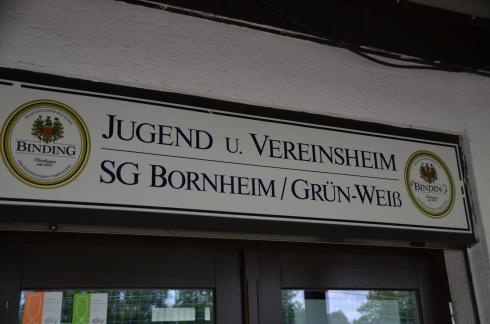 BINDING
JUGEND U. VEREINSHEIM
SG BORNHEIM / GRÜN-WEIß
BINDING